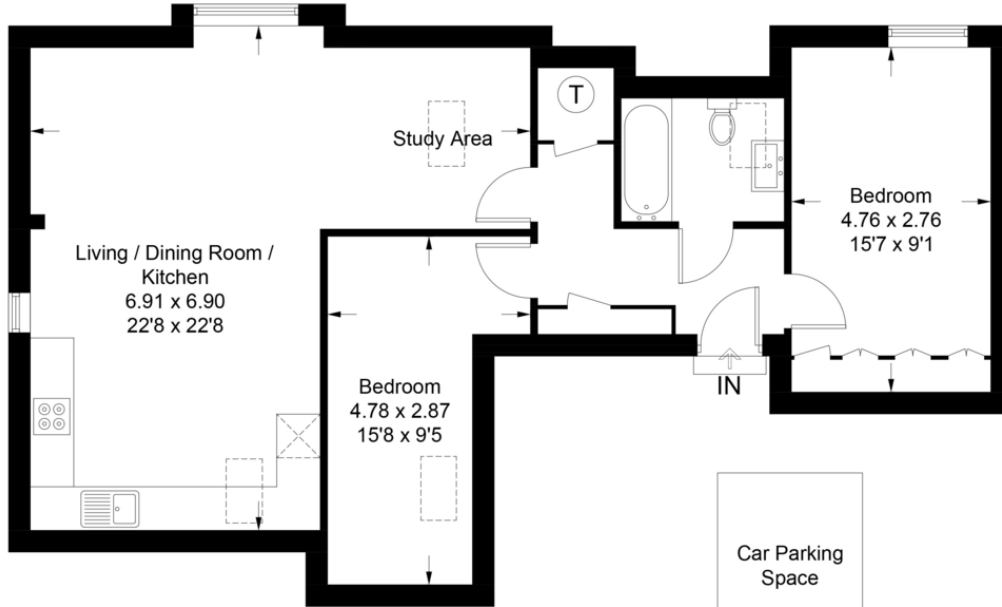 T
Study Area
Bedroom
4.76 x 2.76
15'7 x 9'1
Living / Dining Room /
Kitchen
6.91 x 6.90
22'8 x 22'8
Bedroom
4.78 x 2.87
15'8 x 9'5
IN
Car Parking
Space